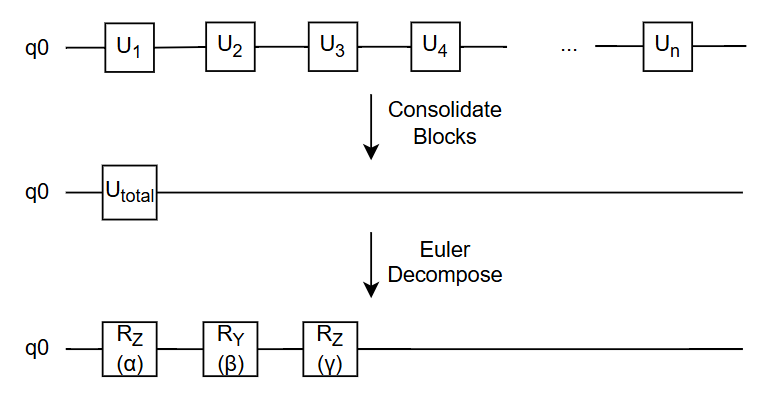 q0 U1 U2 U3 U4 ... Un
Consolidate
Blocks
q0 Utotal
Euler
Decompose
q0 RZ RY RZ
(α) (β) (γ)